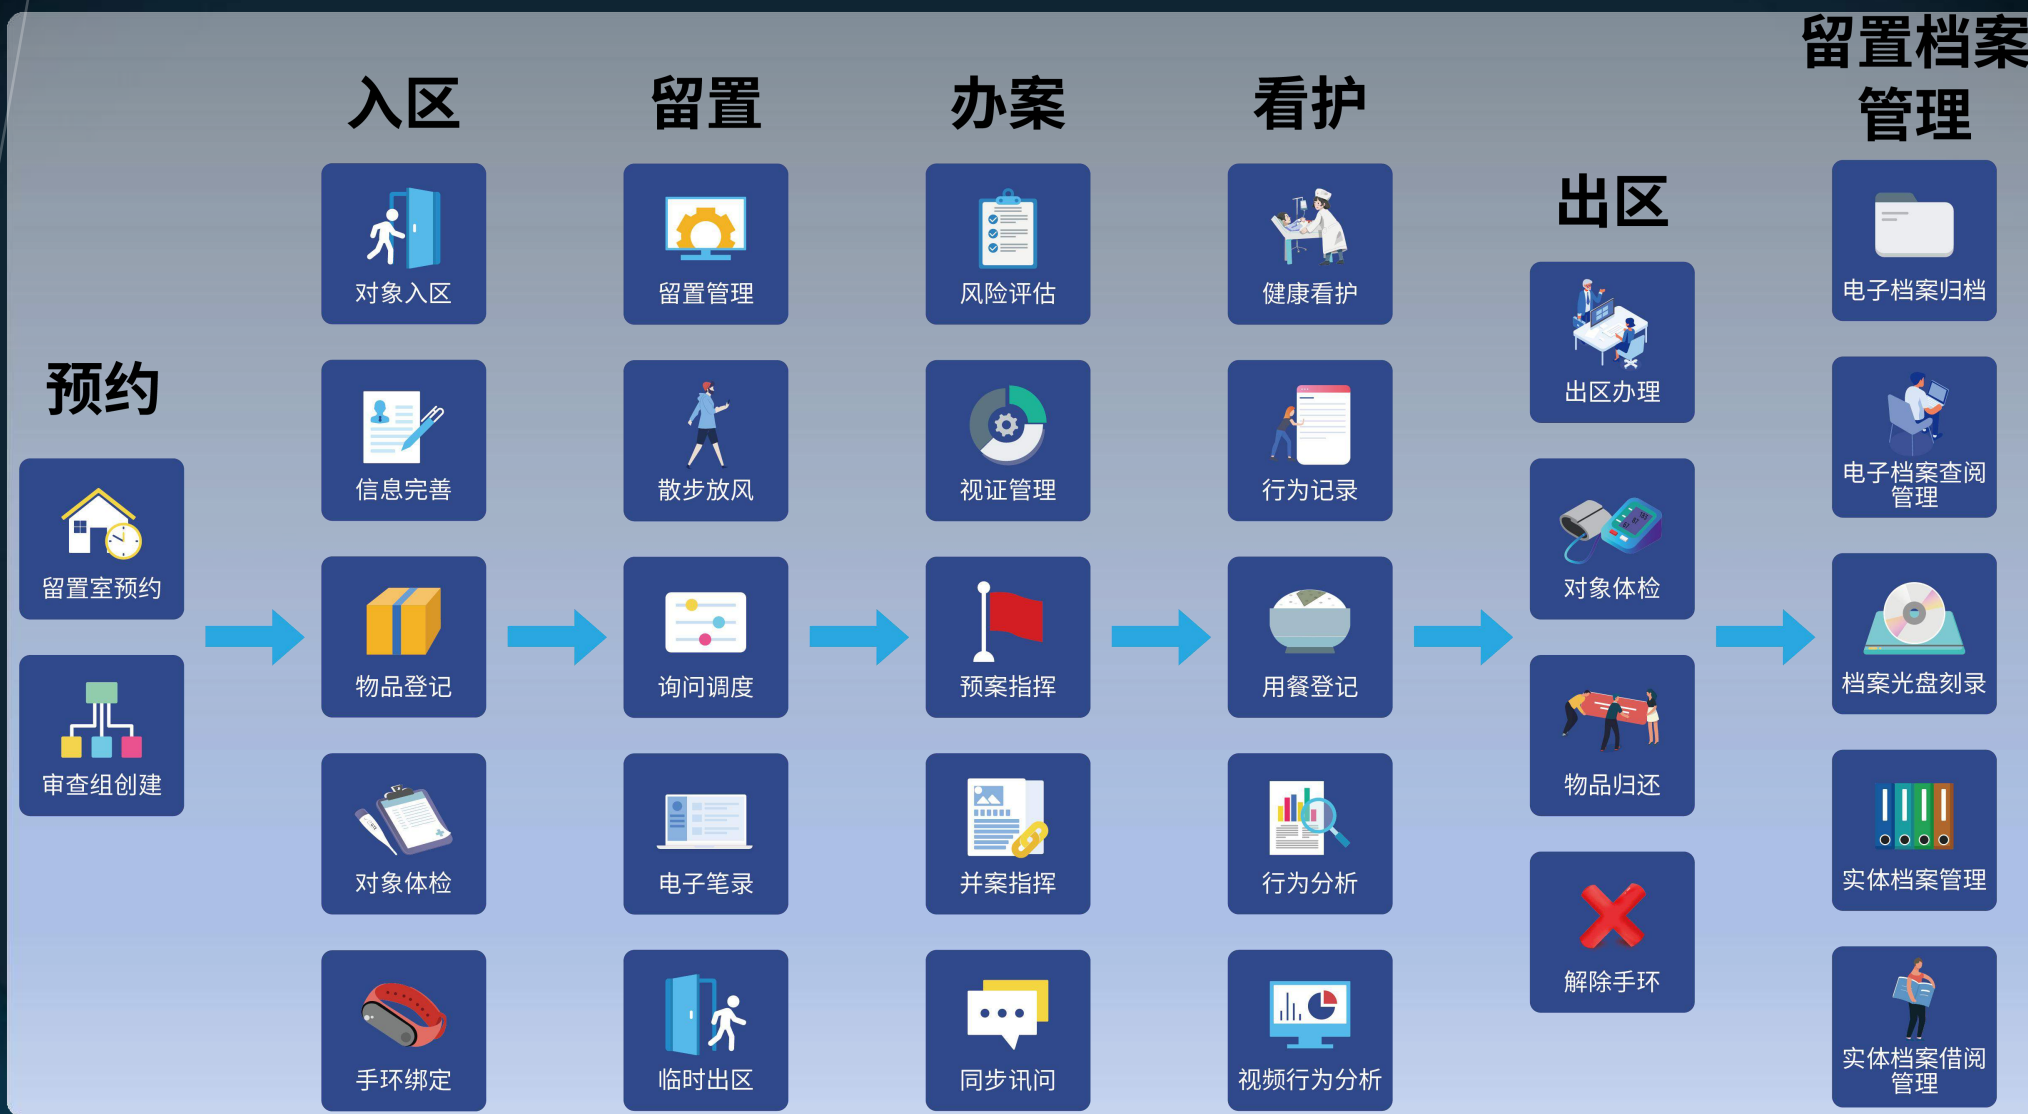 预约
留置室预约
审查组创建
入区
对象入区
信息完善
物品登记
对象体检
手环绑定
留置
留置管理
散步放风
询问调度
电子笔录
临时出区
办案
风险评估
视证管理
预案指挥
并案指挥
同步讯问
看护
健康看护
行为记录
用餐登记
行为分析
视频行为分析
出区
出区办理
对象体检
物品归还
解除手环
留置档案
管理
电子档案归档
电子档案查阅
管理
档案光盘刻录
实体档案管理
实体档案借阅
管理